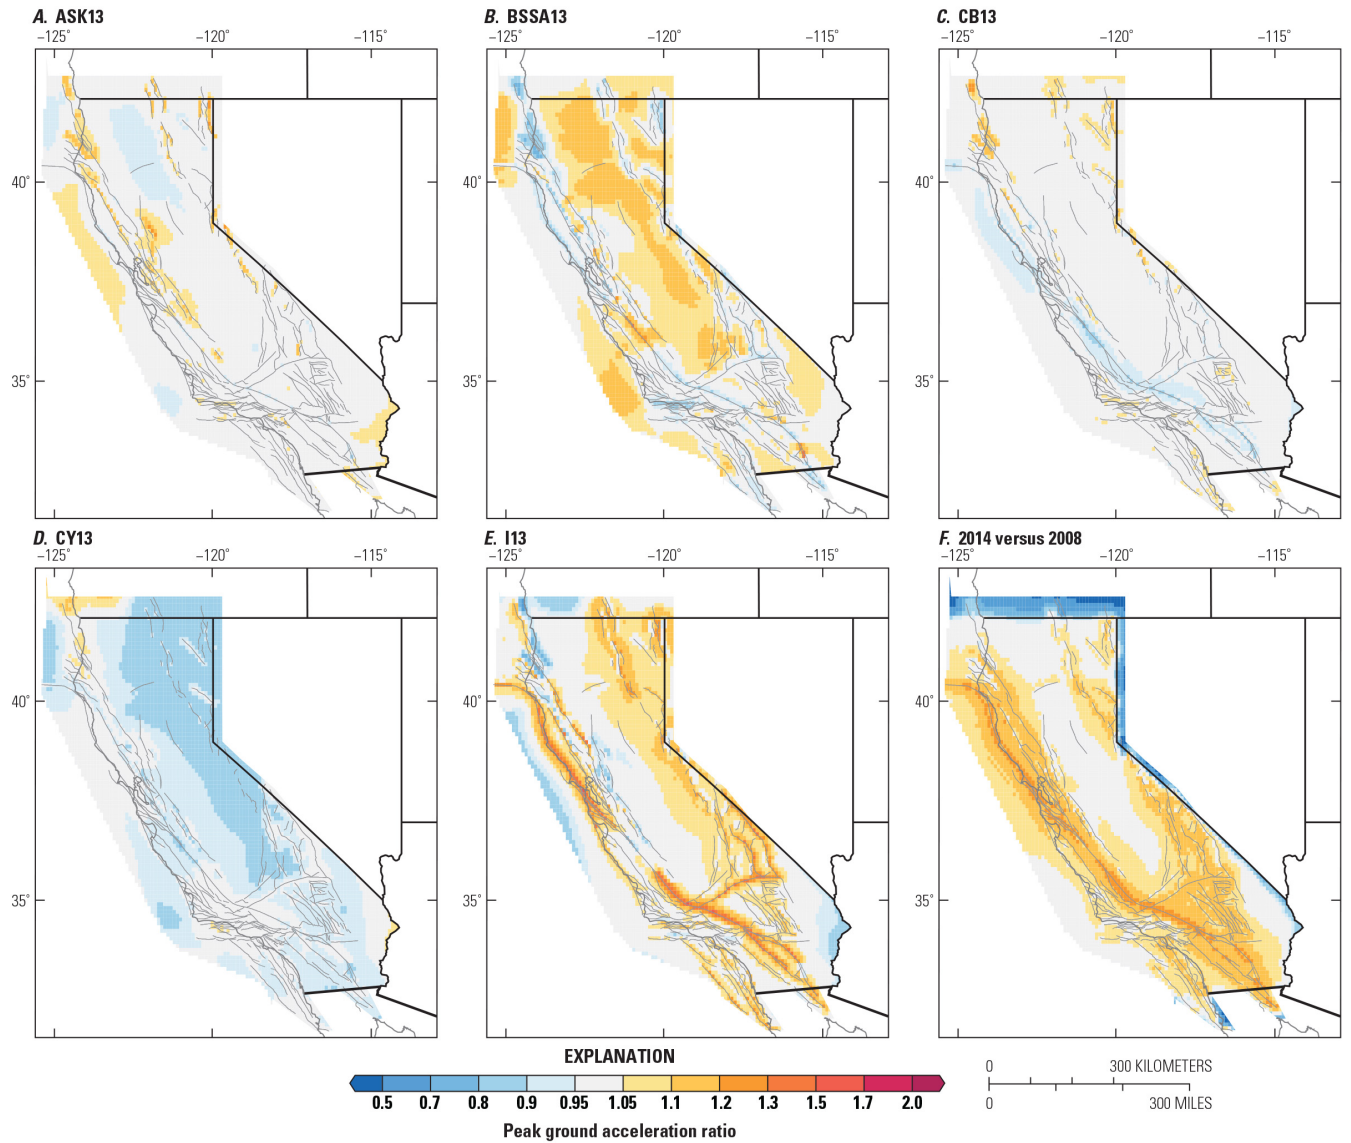 A. ASK13
B. BSSA13
C. CB13
−125°
−120°
−115°
−125°
−120°
−115°
−125°
−120°
−115°
40°
40°
40°
35°
35°
35°
D. CY13
E. I13
F. 2014 versus 2008
−125°
−120°
−115°
−125°
−120°
−115°
−125°
−120°
−115°
40°
40°
40°
35°
35°
35°
EXPLANATION
0.5 0.7 0.8 0.9 0.95 1.05 1.1 1.2 1.3 1.5 1.7 2.0
Peak ground acceleration ratio
0 300 KILOMETERS
0 300 MILES